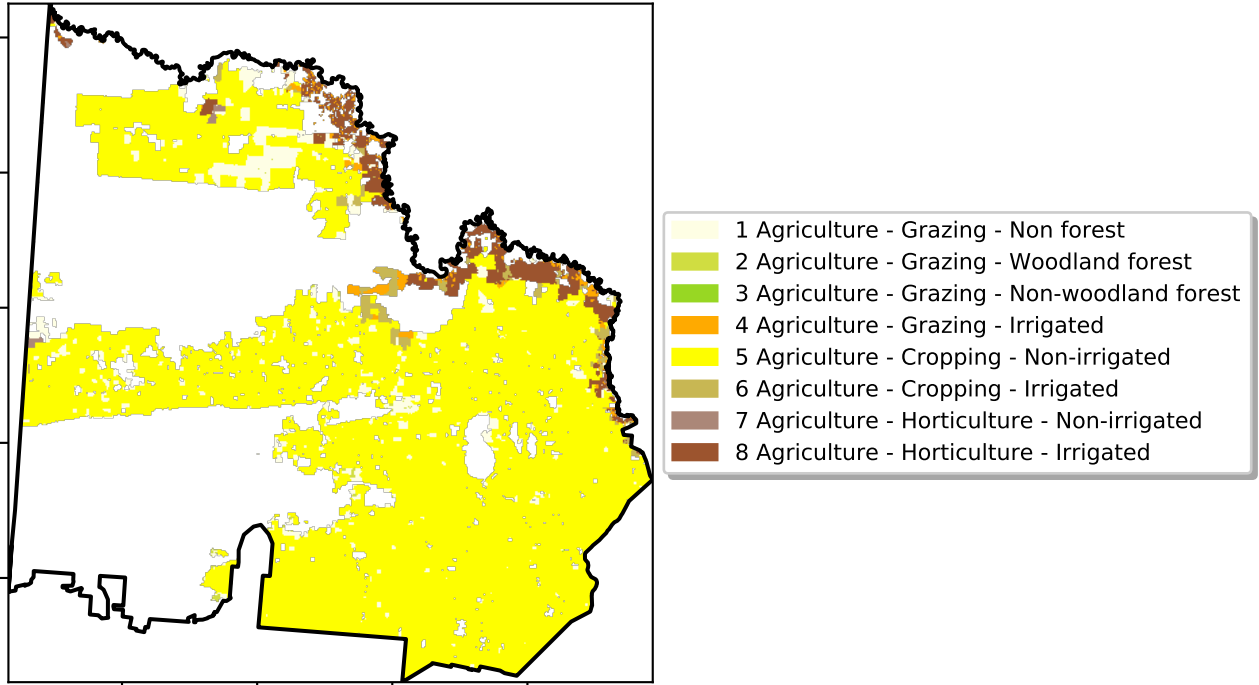 1 Agriculture - Grazing - Non forest
2 Agriculture - Grazing - Woodland forest
3 Agriculture - Grazing - Non-woodland forest
4 Agriculture - Grazing - Irrigated
5 Agriculture - Cropping - Non-irrigated
6 Agriculture - Cropping - Irrigated
7 Agriculture - Horticulture - Non-irrigated
8 Agriculture - Horticulture - Irrigated